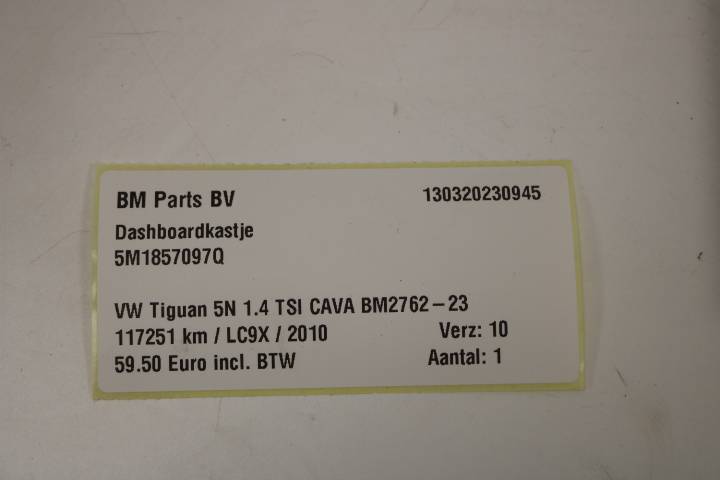 BM Parts BV 130320230945
Dashboardkastje
5M1857097Q
VW Tiguan 5N 1.4 TSI CAVA BM2762-23
117251 km / LC9X / 2010 Verz: 10
59.50 Euro incl. BTW Aantal: 1